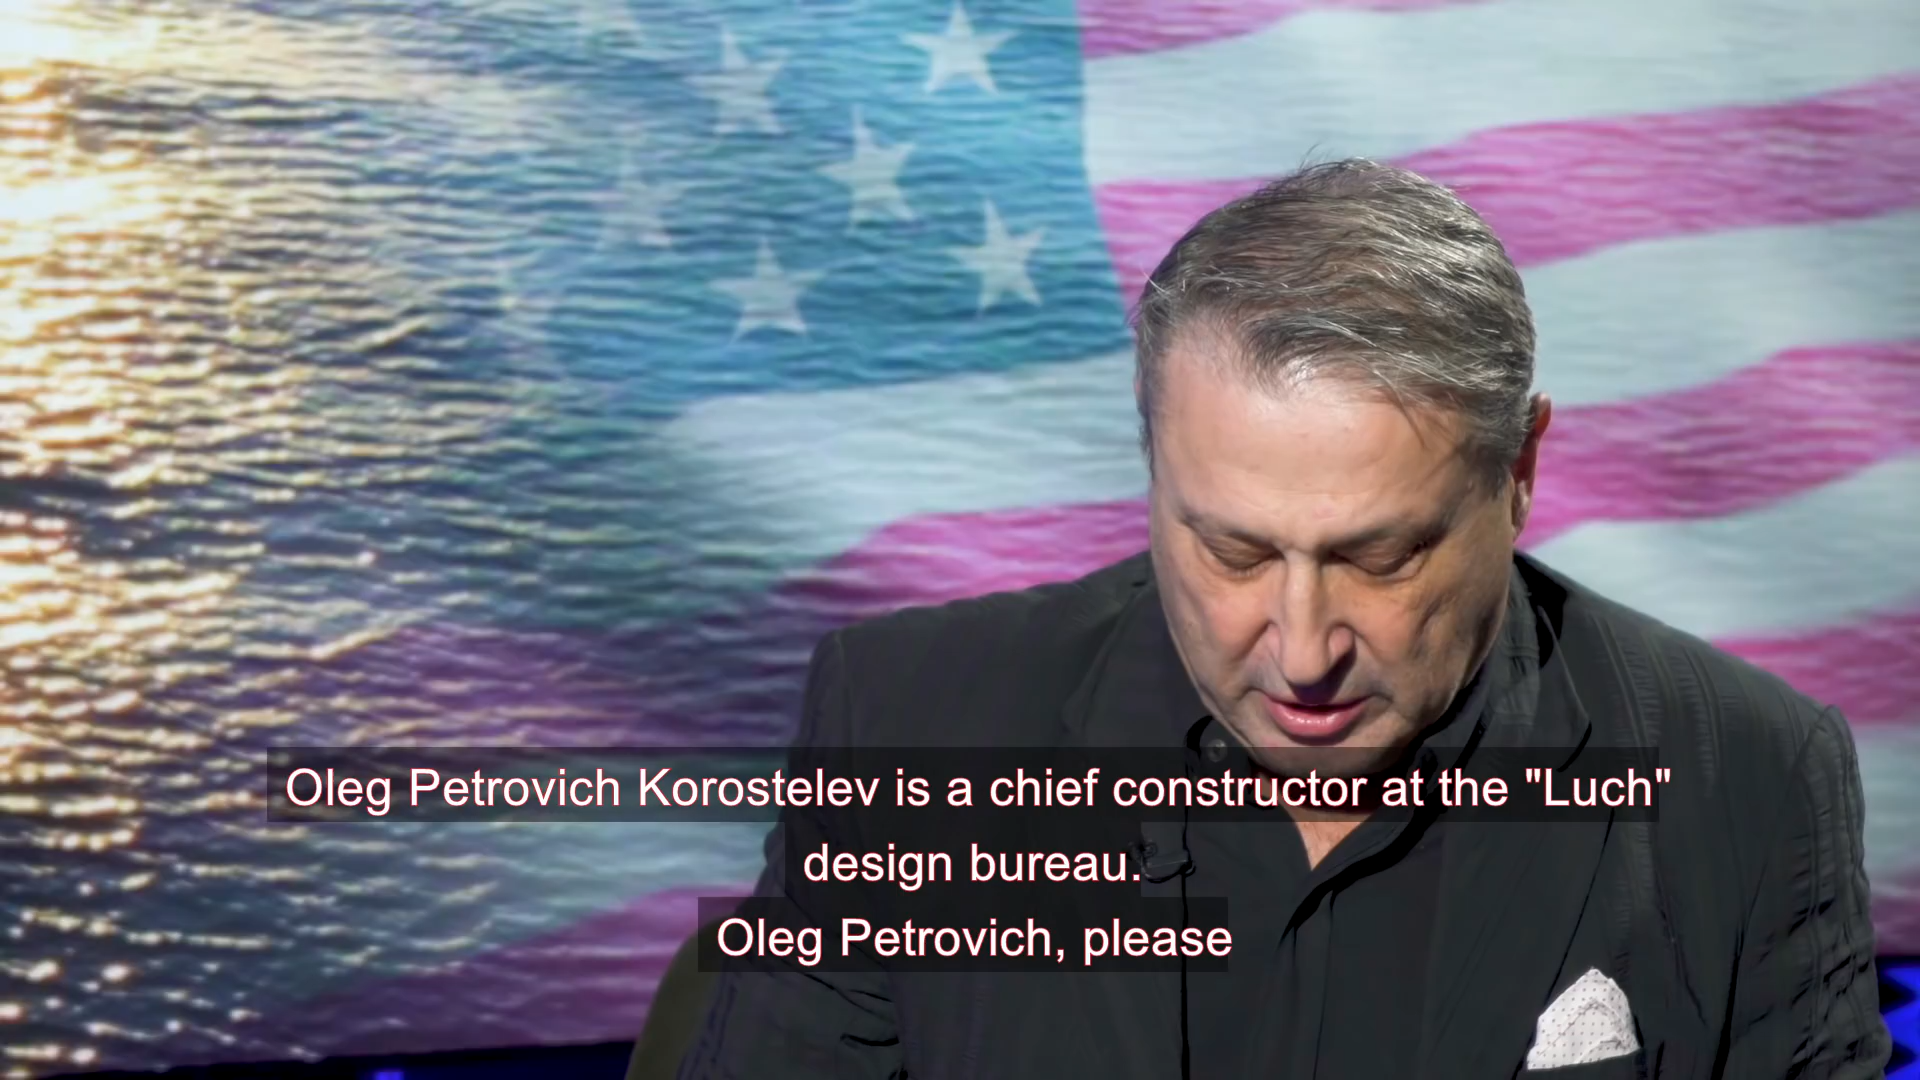 Oleg Petrovich Korostelev is a chief constructor at the "Luch"
design bureau.
Oleg Petrovich, please